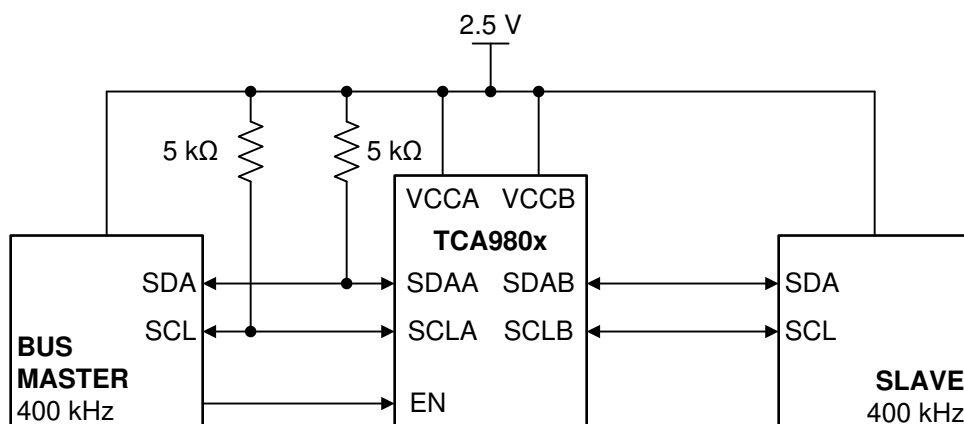 2.5 V
5 kΩ
5 kΩ
VCCA VCCB
TCA980x
SDA
SDAA SDAB
SDA
SCL
SCLA SCLB
SCL
BUS
MASTER
400 kHz
EN
SLAVE
400 kHz